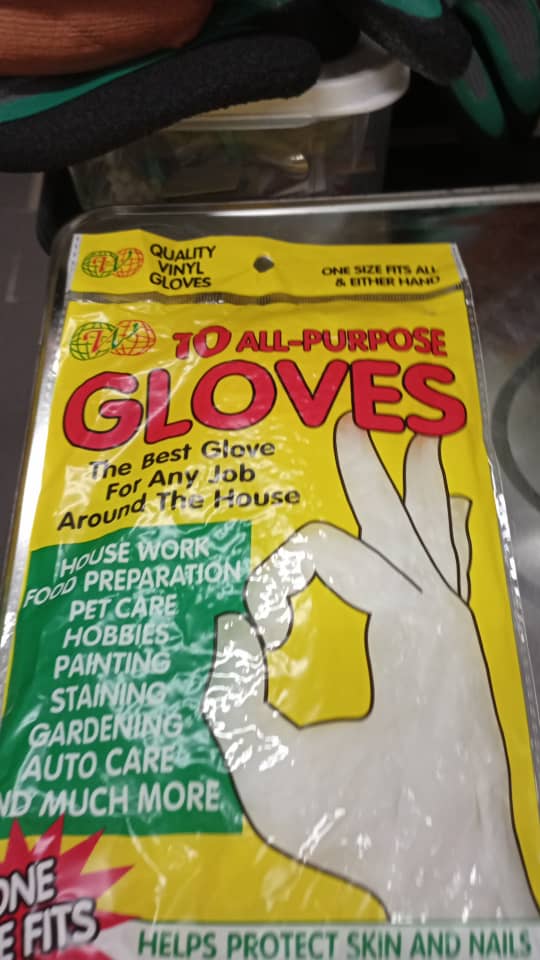 QUALITY
VINYL
GLOVES
ONE SIZE FITS ALL
& EITHER HAND
10 ALL-PURPOSE
GLOVES
The Best Glove
For Any Job
Around The House
HOUSE WORK
FOOD PREPARATION
PET CARE
HOBBIES
PAINTING
STAINING
GARDENING
AUTO CARE
ND MUCH MORE
ONE
E FITS
HELPS PROTECT SKIN AND NAILS